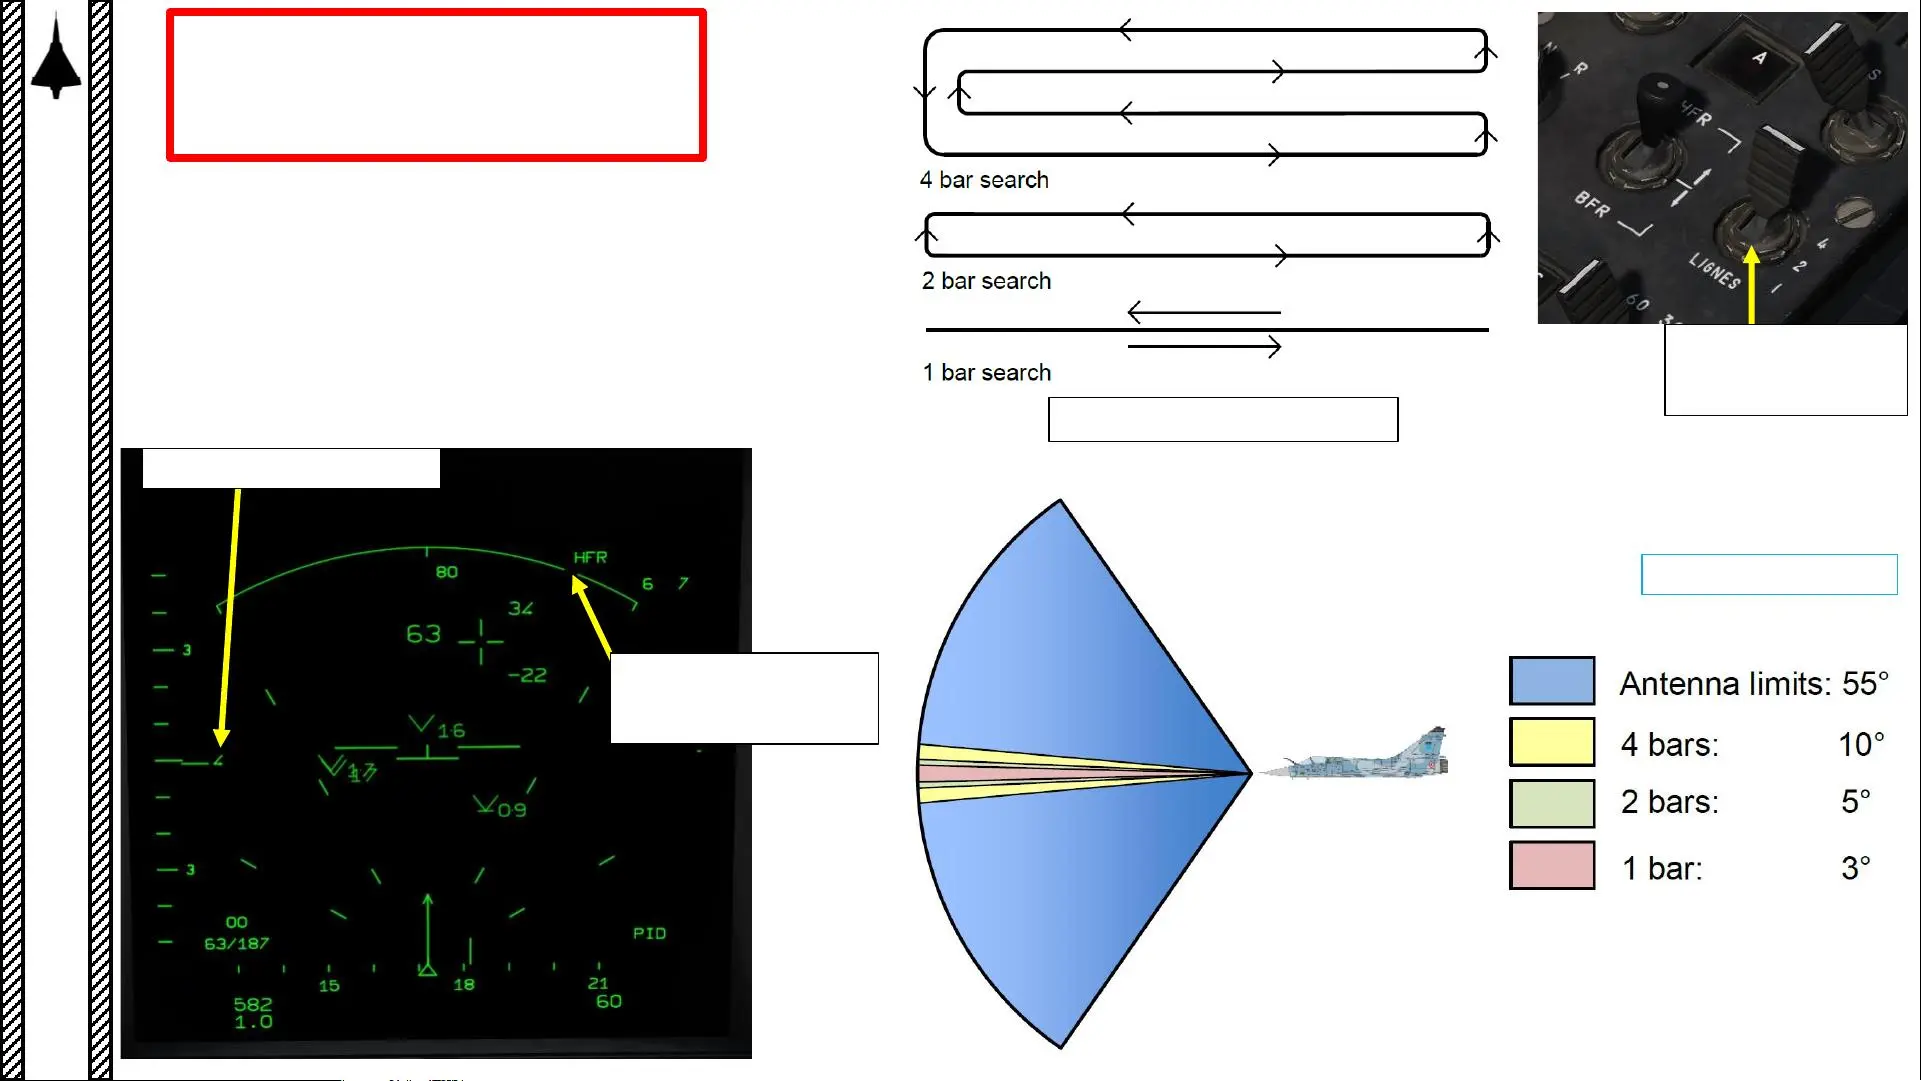 4 bar search
2 bar search
1 bar search
N
R
A
S
HFR
BFR
LIGNES
4
2
1
60
HFR
80
6 7
34
63
-22
3
16
4
17
09
3
00
63/187
PID
15
18
21
60
582
1.0
Antenna limits: 55°
4 bars: 10°
2 bars: 5°
1 bar: 3°